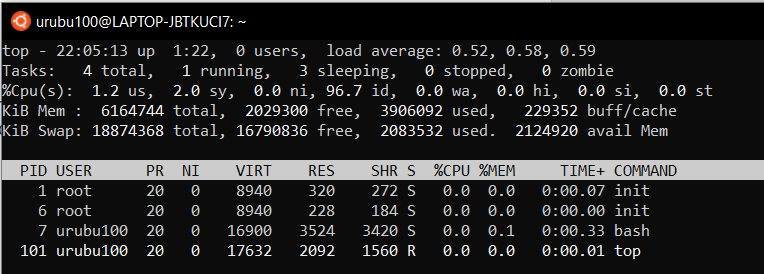 urubu100@LAPTOP-JBTKUCI7: ~
top - 22:05:13 up  1:22,  0 users,  load average: 0.52, 0.58, 0.59
Tasks:   4 total,   1 running,   3 sleeping,   0 stopped,   0 zombie
%Cpu(s):  1.2 us,  2.0 sy,  0.0 ni, 96.7 id,  0.0 wa,  0.0 hi,  0.0 si,  0.0 st
KiB Mem :  6164744 total,  2029300 free,  3906092 used,   229352 buff/cache
KiB Swap: 18874368 total, 16790836 free,  2083532 used.  2124920 avail Mem
PID USER      PR  NI    VIRT    RES    SHR S  %CPU %MEM     TIME+ COMMAND
1 root      20   0    8940    320    272 S   0.0  0.0   0:00.07 init
6 root      20   0    8940    228    184 S   0.0  0.0   0:00.00 init
7 urubu100  20   0   16900   3524   3420 S   0.0  0.1   0:00.33 bash
101 urubu100  20   0   17632   2092   1560 R   0.0  0.0   0:00.01 top